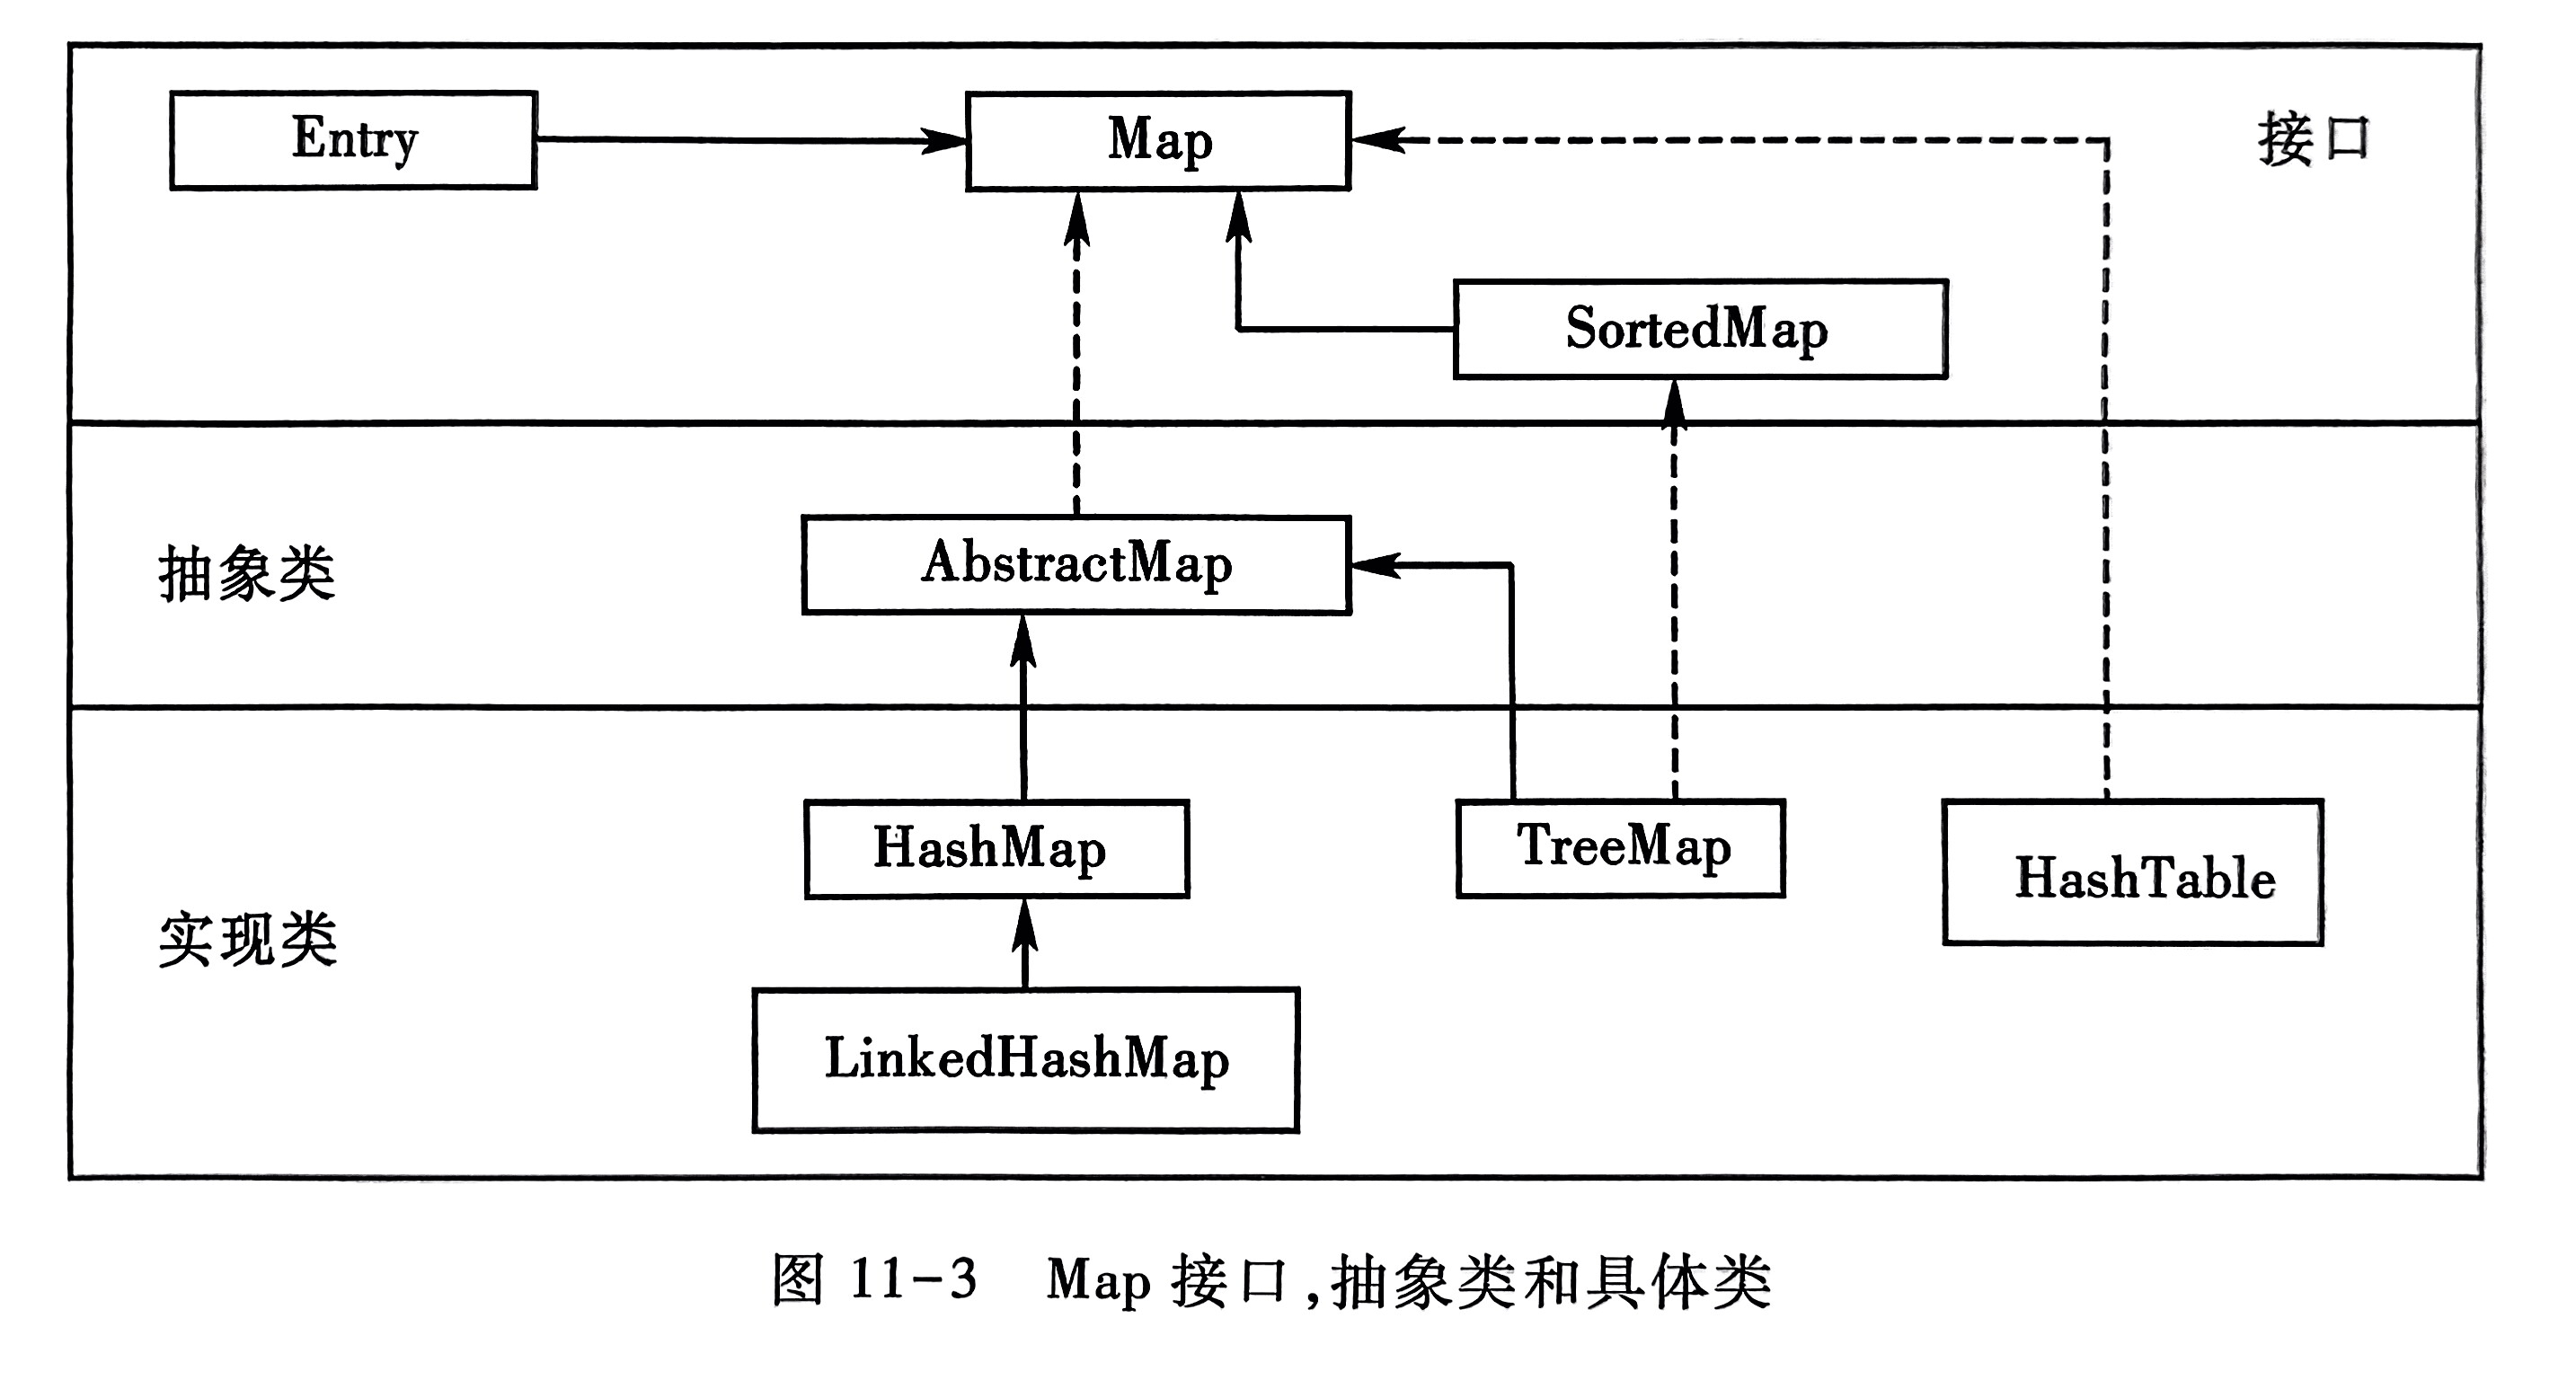 Entry
Map
接口
SortedMap
抽象类
AbstractMap
HashMap
TreeMap
HashTable
实现类
LinkedHashMap
图 11-3 Map 接口,抽象类和具体类